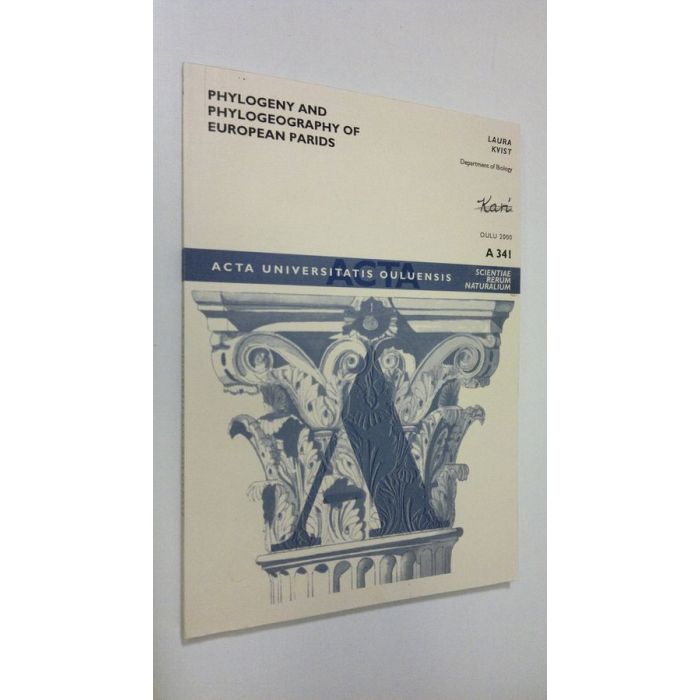 PHYLOGENY AND
PHYLOGEOGRAPHY OF
EUROPEAN PARIDS
LAURA
KVIST
Department of Biology
Kari
OULU 2000
A 341
ACTA
ACTA UNIVERSITATIS OULUENSIS
SCIENTIAE
RERUM
NATURALIUM
A